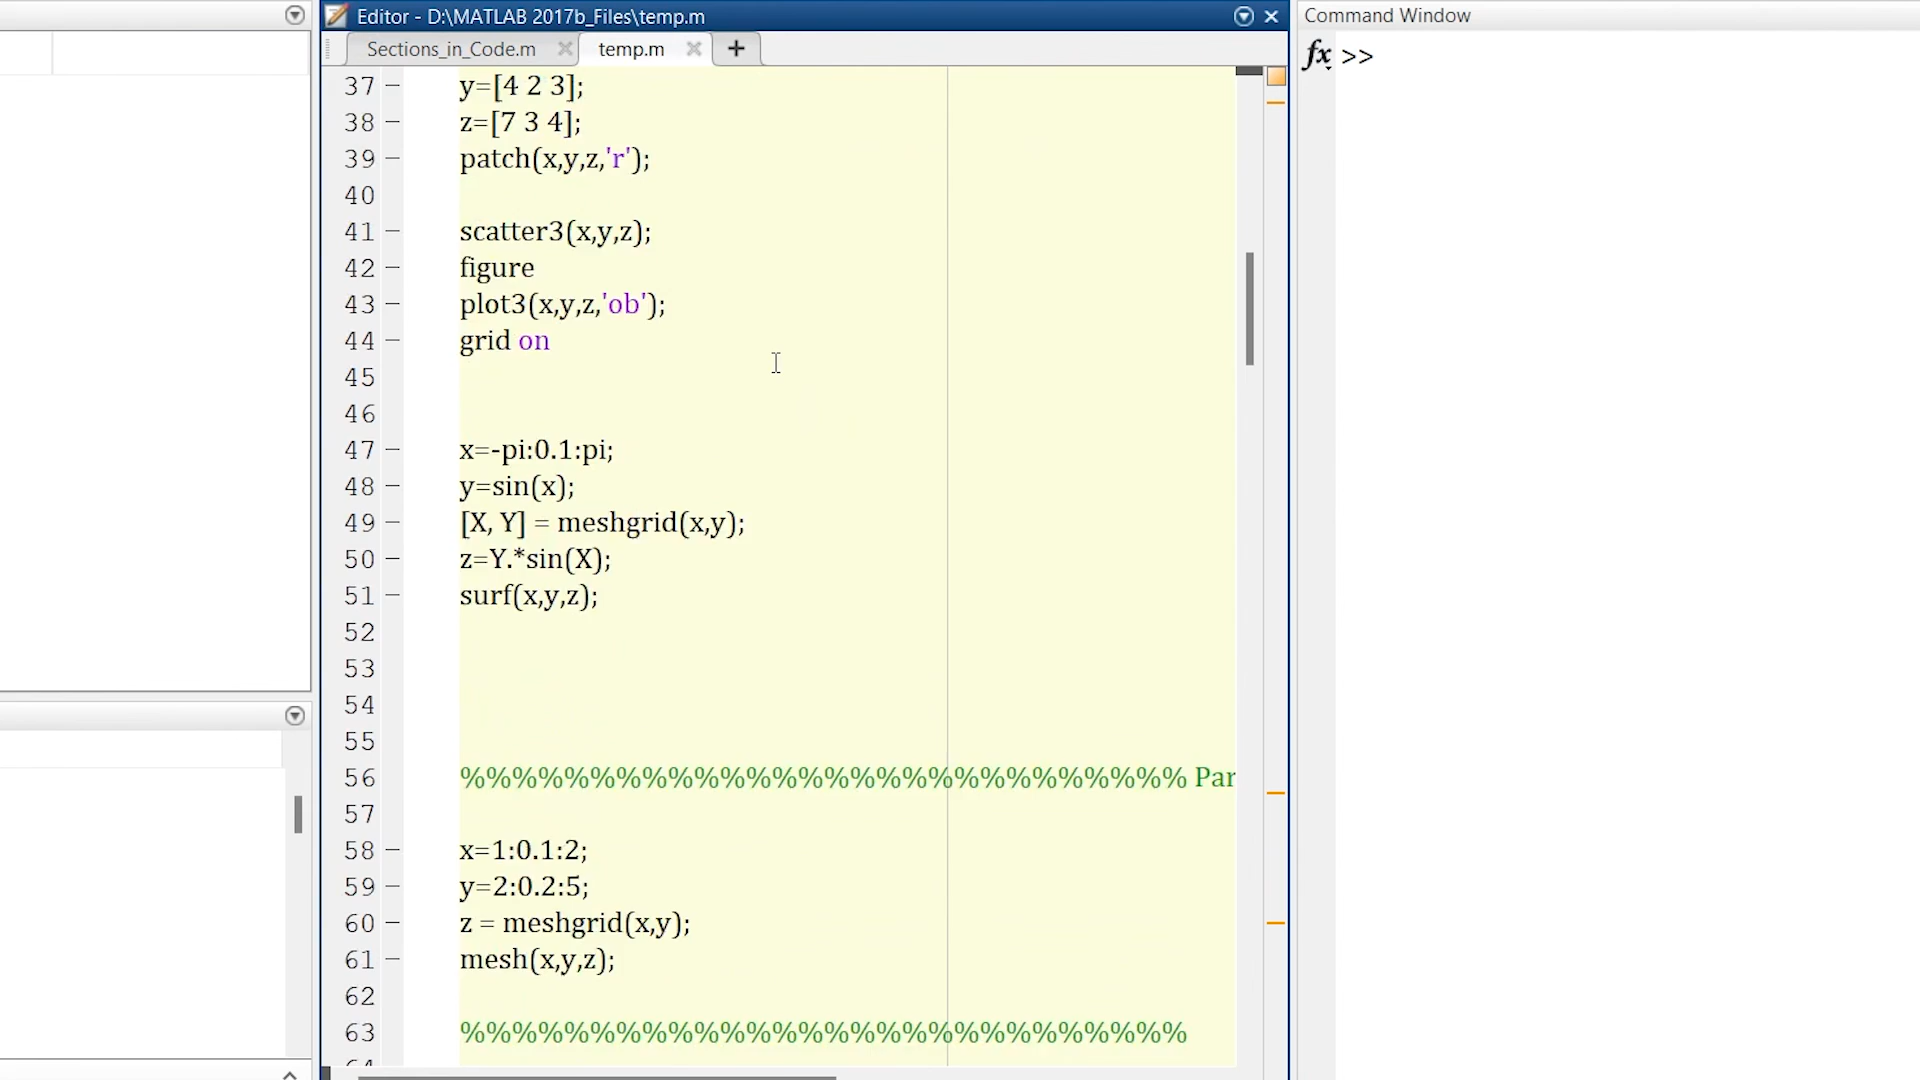 Editor - D:\MATLAB 2017b_Files\temp.m
Sections_in_Code.m
temp.m
+
Command Window
fx >>
37 – y=[4 2 3];
38 – z=[7 3 4];
39 – patch(x,y,z,'r');
40
41 – scatter3(x,y,z);
42 – figure
43 – plot3(x,y,z,'ob');
44 – grid on
45
46
47 – x=-pi:0.1:pi;
48 – y=sin(x);
49 – [X, Y] = meshgrid(x,y);
50 – z=Y.*sin(X);
51 – surf(x,y,z);
52
53
54
55
56 %%%%%%%%%%%%%%%%%%%%%%%%%%%% Par
57
58 – x=1:0.1:2;
59 – y=2:0.2:5;
60 – z = meshgrid(x,y);
61 – mesh(x,y,z);
62
63 %%%%%%%%%%%%%%%%%%%%%%%%%%%%
64